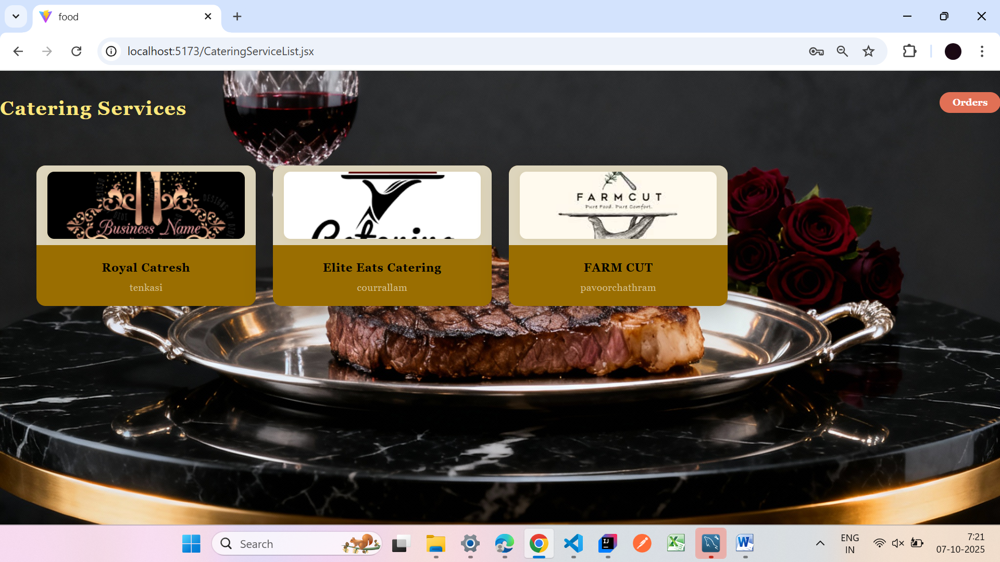 food
localhost:5173/CateringServiceList.jsx
Catering Services
Orders
Business Name
Catering
FARMCUT
Pure Food. Pure Comfort.
Royal Catresh
Elite Eats Catering
FARM CUT
tenkasi
courrallam
pavoorchathram
Search
ENG
IN
7:21
07-10-2025